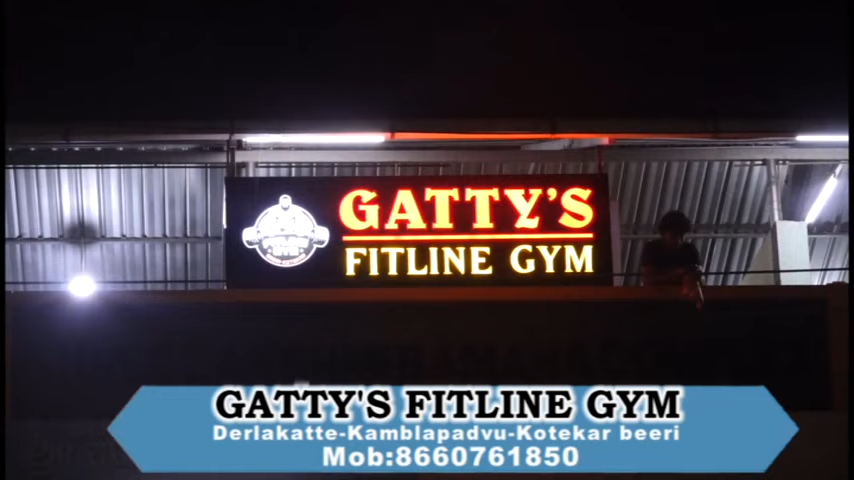 GATTY'S
FITLINE GYM
GATTY'S FITLINE GYM
Derlakatte-Kamblapadvu-Kotekar beeri
Mob:8660761850